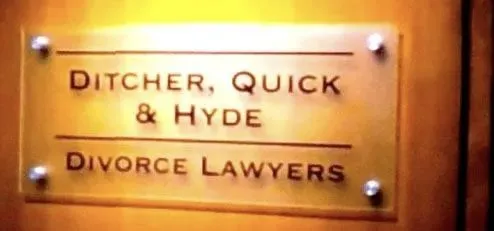 DITCHER, QUICK
& HYDE
DIVORCE LAWYERS